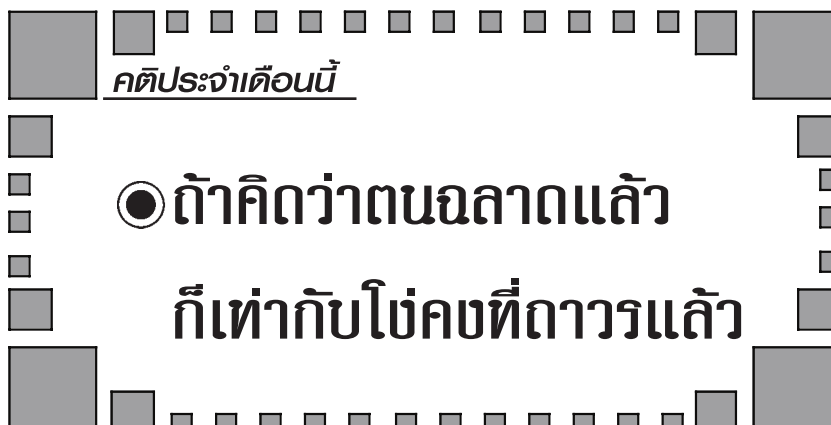 คติประจำเดือนนี้
ถ้าคิดว่าตนฉลาดแล้ว
ก็เท่ากับโง่คงที่ถาวรแล้ว